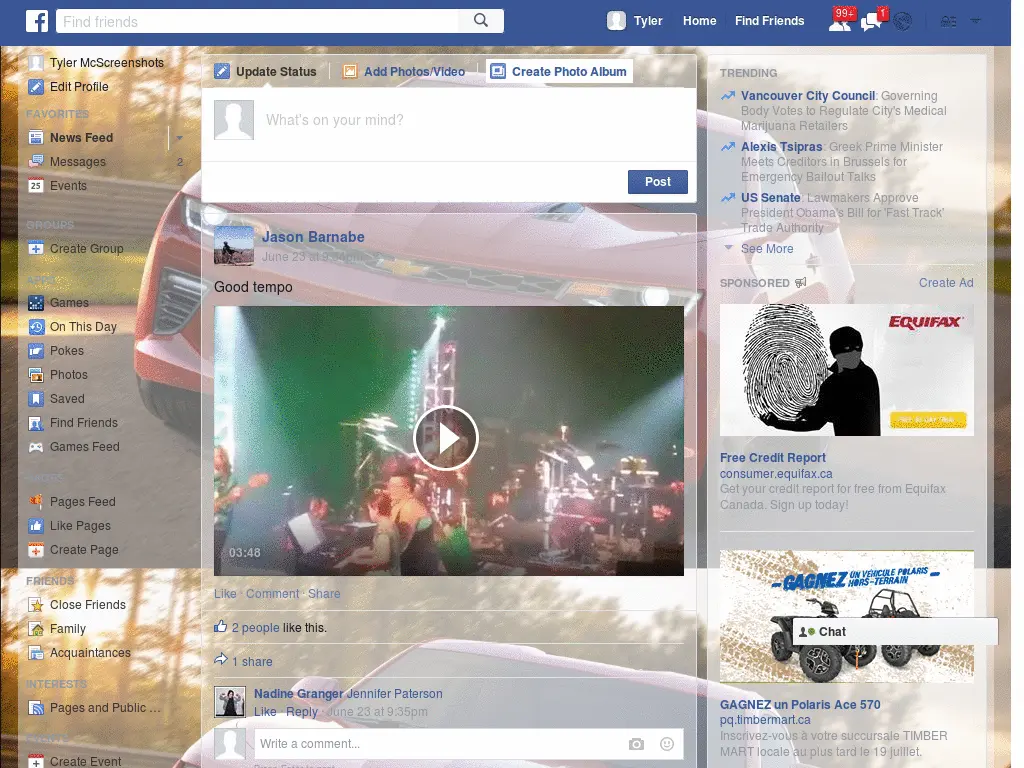 f
Find friends
Tyler
Home
Find Friends
99+
1
Tyler McScreenshots
Edit Profile
FAVORITES
News Feed
Messages
2
25
Events
GROUPS
Create Group
Games
On This Day
Pokes
Photos
Saved
Find Friends
Games Feed
Pages Feed
Like Pages
Create Page
FRIENDS
Close Friends
Family
Acquaintances
INTERESTS
Pages and Public ...
EVENTS
Create Event
Update Status
Add Photos/Video
Create Photo Album
What's on your mind?
Post
Jason Barnabe
June 23 at
Good tempo
03:48
Like · Comment · Share
2 people like this.
1 share
Nadine Granger Jennifer Paterson
Like · Reply · June 23 at 9:35pm
Write a comment...
TRENDING
Vancouver City Council: Governing
Body Votes to Regulate City's Medical
Marijuana Retailers
Alexis Tsipras: Greek Prime Minister
Meets Creditors in Brussels for
Emergency Bailout Talks
US Senate: Lawmakers Approve
President Obama's Bill for 'Fast Track'
Trade Authority
See More
SPONSORED
Create Ad
EQUIFAX
Free Credit Report
consumer.equifax.ca
Get your credit report for free from Equifax
Canada. Sign up today!
GAGNEZ UN VÉHICULE POLARIS
HORS-TERRAIN
Chat
GAGNEZ un Polaris Ace 570
pq.timbermart.ca
Inscrivez-vous à votre succursale TIMBER
MART locale au plus tard le 19 juillet.